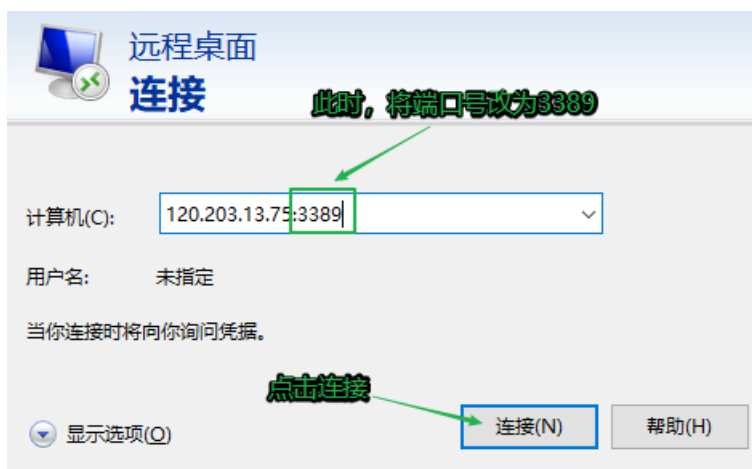 远程桌面
连接
此时，将端口号改为3389
计算机(C):
120.203.13.75:3389
用户名:
未指定
当你连接时将向你询问凭据。
点击连接
显示选项(O)
连接(N)
帮助(H)